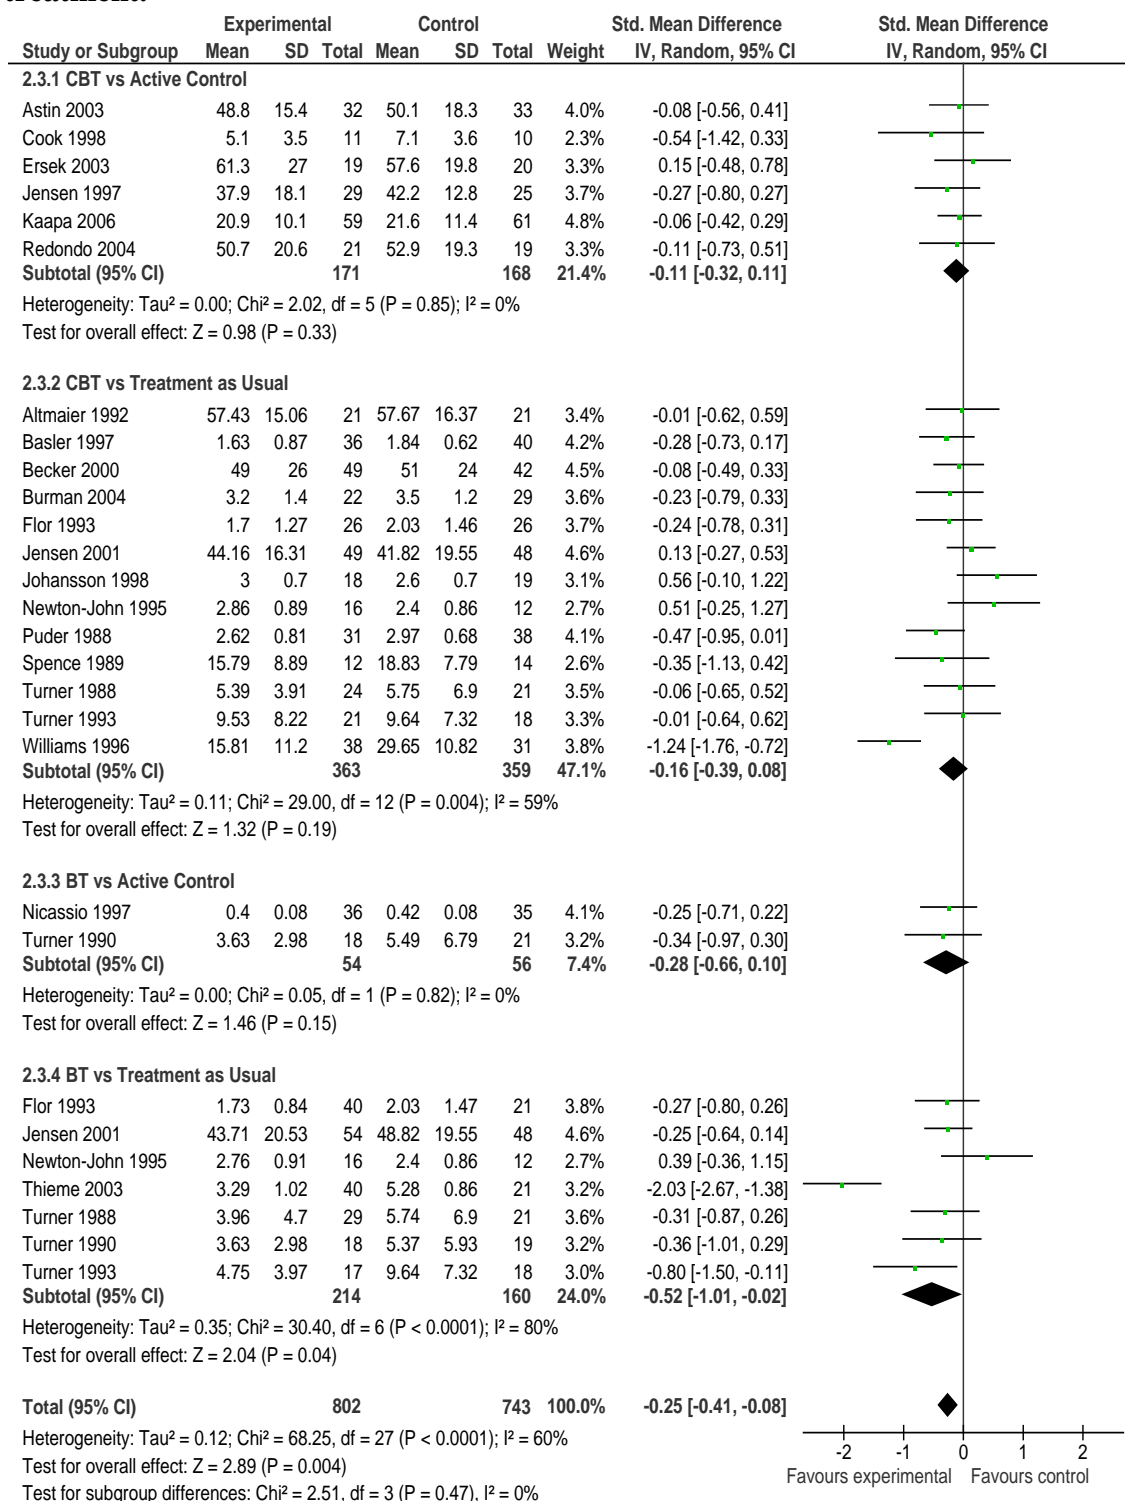 Experimental Control Std. Mean Difference Std. Mean Difference
Study or Subgroup Mean SD Total Mean SD Total Weight IV, Random, 95% CI IV, Random, 95% CI
2.3.1 CBT vs Active Control
Astin 2003 48.8 15.4 32 50.1 18.3 33 4.0% -0.08 [-0.56, 0.41]
Cook 1998 5.1 3.5 11 7.1 3.6 10 2.3% -0.54 [-1.42, 0.33]
Ersek 2003 61.3 27 19 57.6 19.8 20 3.3% 0.15 [-0.48, 0.78]
Jensen 1997 37.9 18.1 29 42.2 12.8 25 3.7% -0.27 [-0.80, 0.27]
Kaapa 2006 20.9 10.1 59 21.6 11.4 61 4.8% -0.06 [-0.42, 0.29]
Redondo 2004 50.7 20.6 21 52.9 19.3 19 3.3% -0.11 [-0.73, 0.51]
Subtotal (95% CI) 171 168 21.4% -0.11 [-0.32, 0.11]
Heterogeneity: Tau² = 0.00; Chi² = 2.02, df = 5 (P = 0.85); I² = 0%
Test for overall effect: Z = 0.98 (P = 0.33)
2.3.2 CBT vs Treatment as Usual
Altmaier 1992 57.43 15.06 21 57.67 16.37 21 3.4% -0.01 [-0.62, 0.59]
Basler 1997 1.63 0.87 36 1.84 0.62 40 4.2% -0.28 [-0.73, 0.17]
Becker 2000 49 26 49 51 24 42 4.5% -0.08 [-0.49, 0.33]
Burman 2004 3.2 1.4 22 3.5 1.2 29 3.6% -0.23 [-0.79, 0.33]
Flor 1993 1.7 1.27 26 2.03 1.46 26 3.7% -0.24 [-0.78, 0.31]
Jensen 2001 44.16 16.31 49 41.82 19.55 48 4.6% 0.13 [-0.27, 0.53]
Johansson 1998 3 0.7 18 2.6 0.7 19 3.1% 0.56 [-0.10, 1.22]
Newton-John 1995 2.86 0.89 16 2.4 0.86 12 2.7% 0.51 [-0.25, 1.27]
Puder 1988 2.62 0.81 31 2.97 0.68 38 4.1% -0.47 [-0.95, 0.01]
Spence 1989 15.79 8.89 12 18.83 7.79 14 2.6% -0.35 [-1.13, 0.42]
Turner 1988 5.39 3.91 24 5.75 6.9 21 3.5% -0.06 [-0.65, 0.52]
Turner 1993 9.53 8.22 21 9.64 7.32 18 3.3% -0.01 [-0.64, 0.62]
Williams 1996 15.81 11.2 38 29.65 10.82 31 3.8% -1.24 [-1.76, -0.72]
Subtotal (95% CI) 363 359 47.1% -0.16 [-0.39, 0.08]
Heterogeneity: Tau² = 0.11; Chi² = 29.00, df = 12 (P = 0.004); I² = 59%
Test for overall effect: Z = 1.32 (P = 0.19)
2.3.3 BT vs Active Control
Nicassio 1997 0.4 0.08 36 0.42 0.08 35 4.1% -0.25 [-0.71, 0.22]
Turner 1990 3.63 2.98 18 5.49 6.79 21 3.2% -0.34 [-0.97, 0.30]
Subtotal (95% CI) 54 56 7.4% -0.28 [-0.66, 0.10]
Heterogeneity: Tau² = 0.00; Chi² = 0.05, df = 1 (P = 0.82); I² = 0%
Test for overall effect: Z = 1.46 (P = 0.15)
2.3.4 BT vs Treatment as Usual
Flor 1993 1.73 0.84 40 2.03 1.47 21 3.8% -0.27 [-0.80, 0.26]
Jensen 2001 43.71 20.53 54 48.82 19.55 48 4.6% -0.25 [-0.64, 0.14]
Newton-John 1995 2.76 0.91 16 2.4 0.86 12 2.7% 0.39 [-0.36, 1.15]
Thieme 2003 3.29 1.02 40 5.28 0.86 21 3.2% -2.03 [-2.67, -1.38]
Turner 1988 3.96 4.7 29 5.74 6.9 21 3.6% -0.31 [-0.87, 0.26]
Turner 1990 3.63 2.98 18 5.37 5.93 19 3.2% -0.36 [-1.01, 0.29]
Turner 1993 4.75 3.97 17 9.64 7.32 18 3.0% -0.80 [-1.50, -0.11]
Subtotal (95% CI) 214 160 24.0% -0.52 [-1.01, -0.02]
Heterogeneity: Tau² = 0.35; Chi² = 30.40, df = 6 (P < 0.0001); I² = 80%
Test for overall effect: Z = 2.04 (P = 0.04)
Total (95% CI) 802 743 100.0% -0.25 [-0.41, -0.08]
Heterogeneity: Tau² = 0.12; Chi² = 68.25, df = 27 (P < 0.0001); I² = 60%
Test for overall effect: Z = 2.89 (P = 0.004)
Test for subgroup differences: Chi² = 2.51, df = 3 (P = 0.47), I² = 0%
-2 -1 0 1 2
Favours experimental Favours control